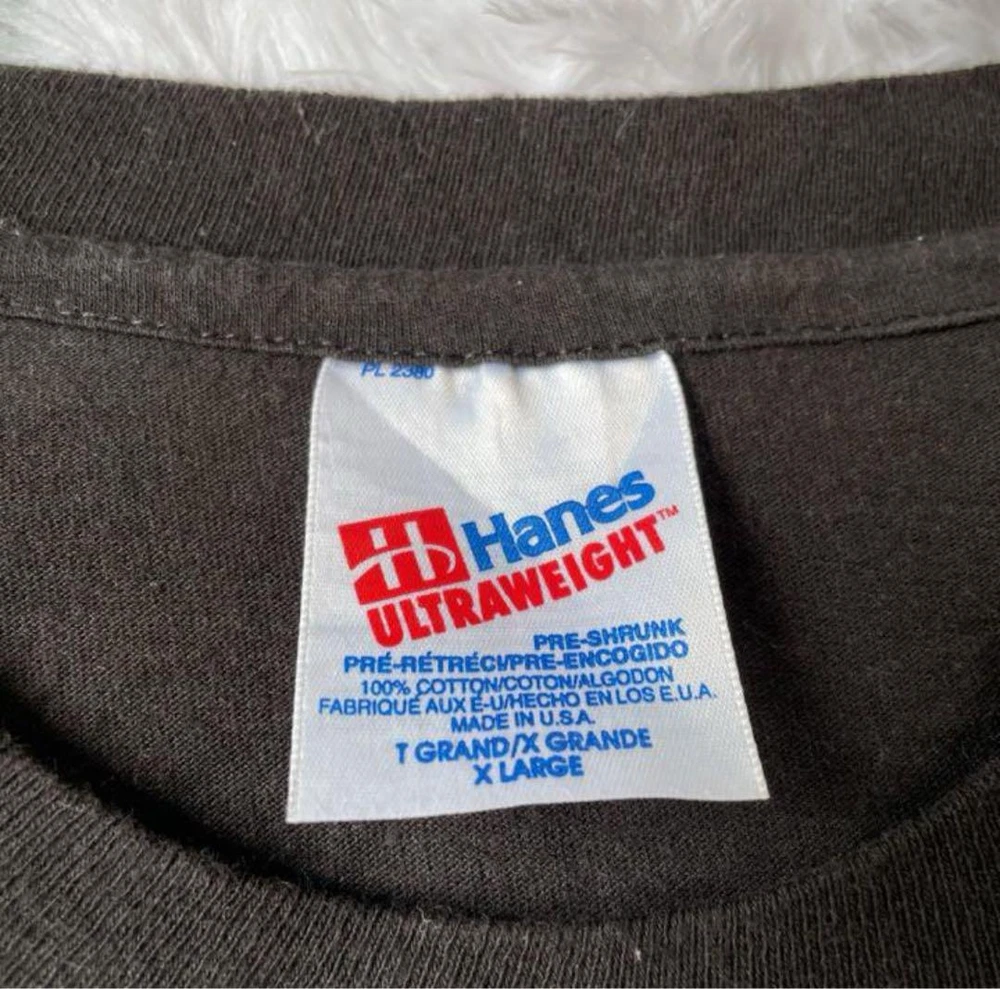 PL 2380
Hanes
ULTRAWEIGHT™
PRE-SHRUNK
PRÉ-RÉTRÉCI/PRE-ENCOGIDO
100% COTTON/COTON/ALGODON
FABRIQUÉ AUX É-U/HECHO EN LOS E.U.A.
MADE IN U.S.A.
T GRAND/X GRANDE
X LARGE